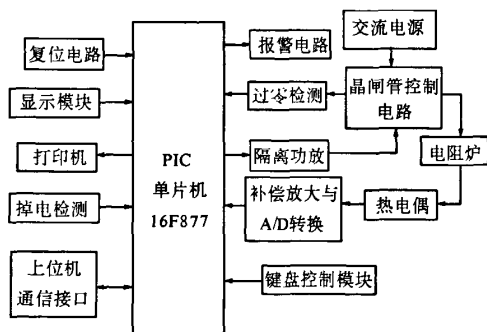 复位电路
显示模块
打印机
掉电检测
上位机
通信接口
PIC
单片机
16F877
报警电路
过零检测
隔离功放
补偿放大与
A/D转换
键盘控制模块
交流电源
晶闸管控制
电路
电阻炉
热电偶